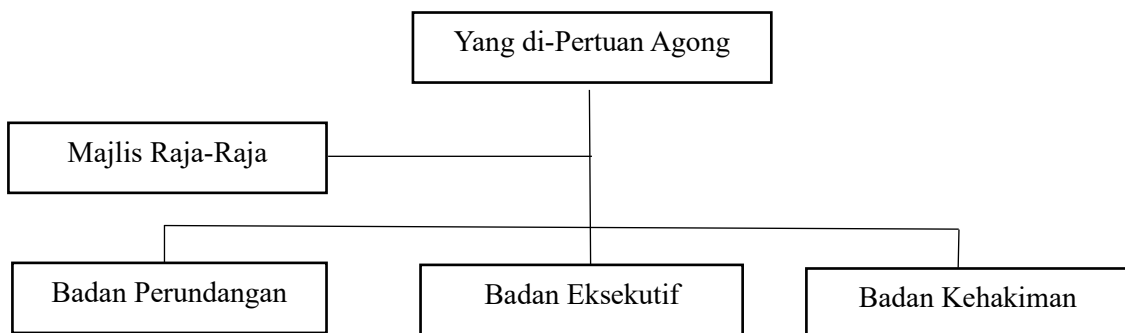 Yang di-Pertuan Agong
Majlis Raja-Raja
Badan Perundangan
Badan Eksekutif
Badan Kehakiman